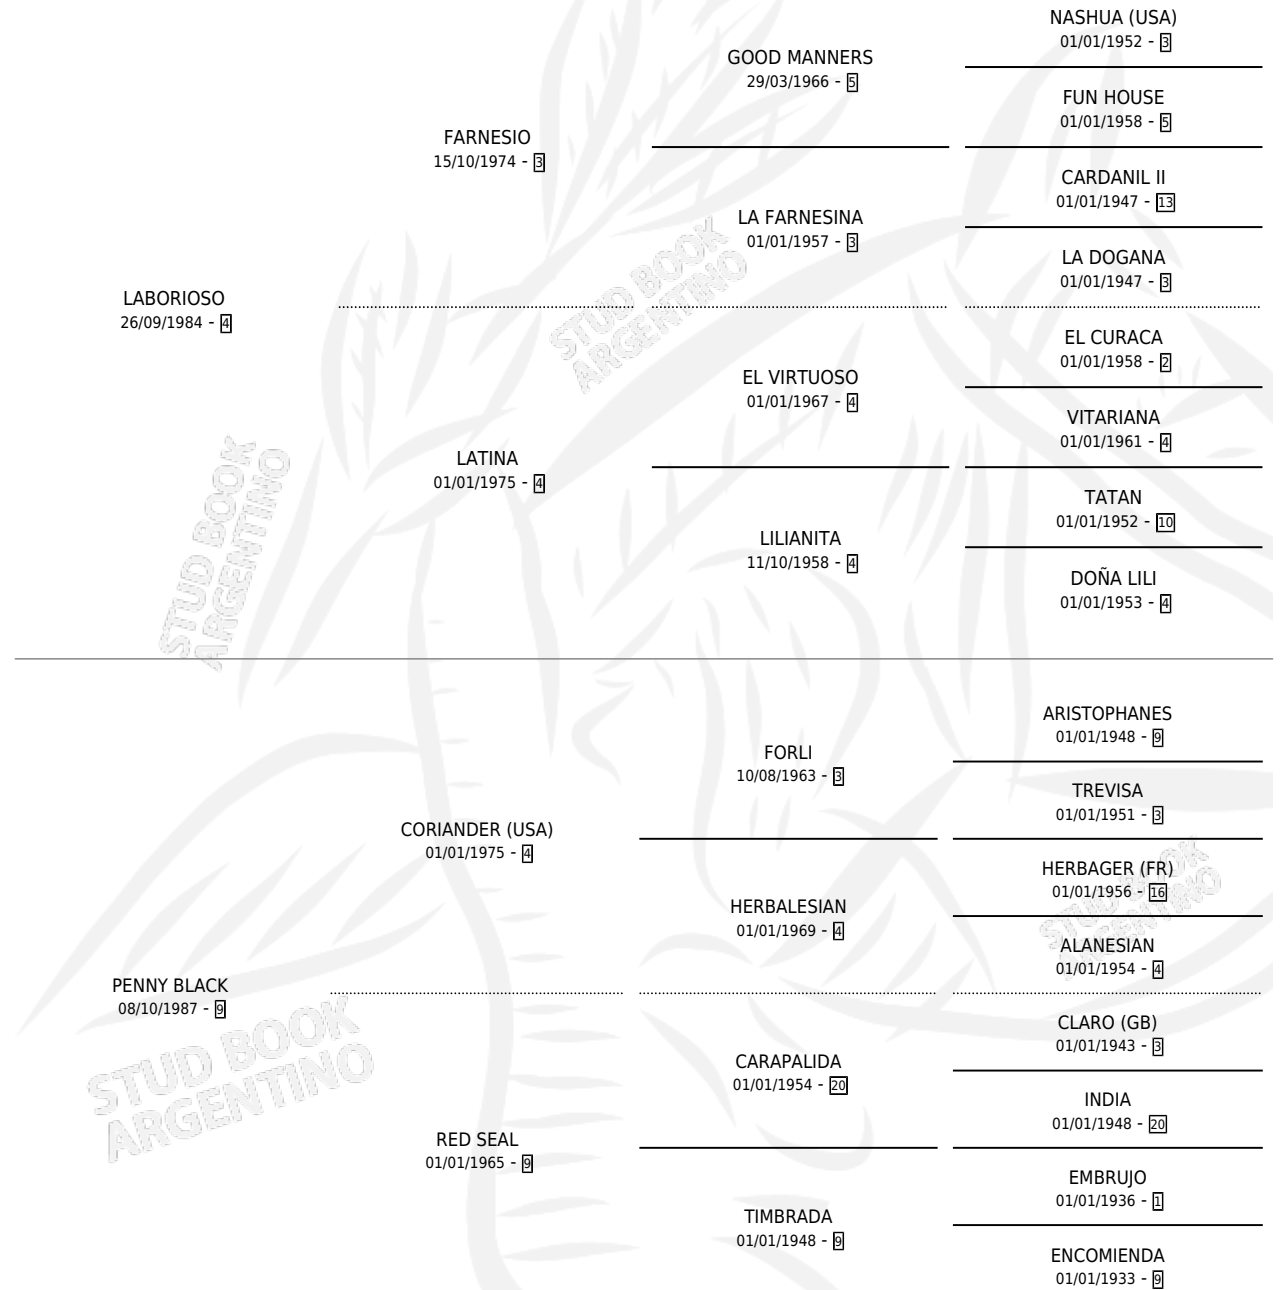 NASHUA (USA)
01/01/1952 - 3
GOOD MANNERS
29/03/1966 - 5
FUN HOUSE
01/01/1958 - 5
FARNESIO
15/10/1974 - 3
CARDANIL II
01/01/1947 - 13
LA FARNESINA
01/01/1957 - 3
LA DOGANA
01/01/1947 - 3
LABORIOSO
26/09/1984 - 4
EL CURACA
01/01/1958 - 2
EL VIRTUOSO
01/01/1967 - 4
VITARIANA
01/01/1961 - 4
LATINA
01/01/1975 - 4
TATAN
01/01/1952 - 10
LILIANITA
11/10/1958 - 4
DOÑA LILI
01/01/1953 - 4
STUD BOOK
ARGENTINO
STUD BOOK
ARGENTINO
ARISTOPHANES
01/01/1948 - 9
FORLI
10/08/1963 - 3
TREVISA
01/01/1951 - 3
CORIANDER (USA)
01/01/1975 - 4
HERBAGER (FR)
01/01/1956 - 16
HERBALESIAN
01/01/1969 - 4
ALANESIAN
01/01/1954 - 4
PENNY BLACK
08/10/1987 - 9
CLARO (GB)
01/01/1943 - 3
CARAPALIDA
01/01/1954 - 20
INDIA
01/01/1948 - 20
RED SEAL
01/01/1965 - 9
EMBRUJO
01/01/1936 - 1
TIMBRADA
01/01/1948 - 9
ENCOMIENDA
01/01/1933 - 9
STUD BOOK
ARGENTINO
STUD BOOK
ARGENTINO